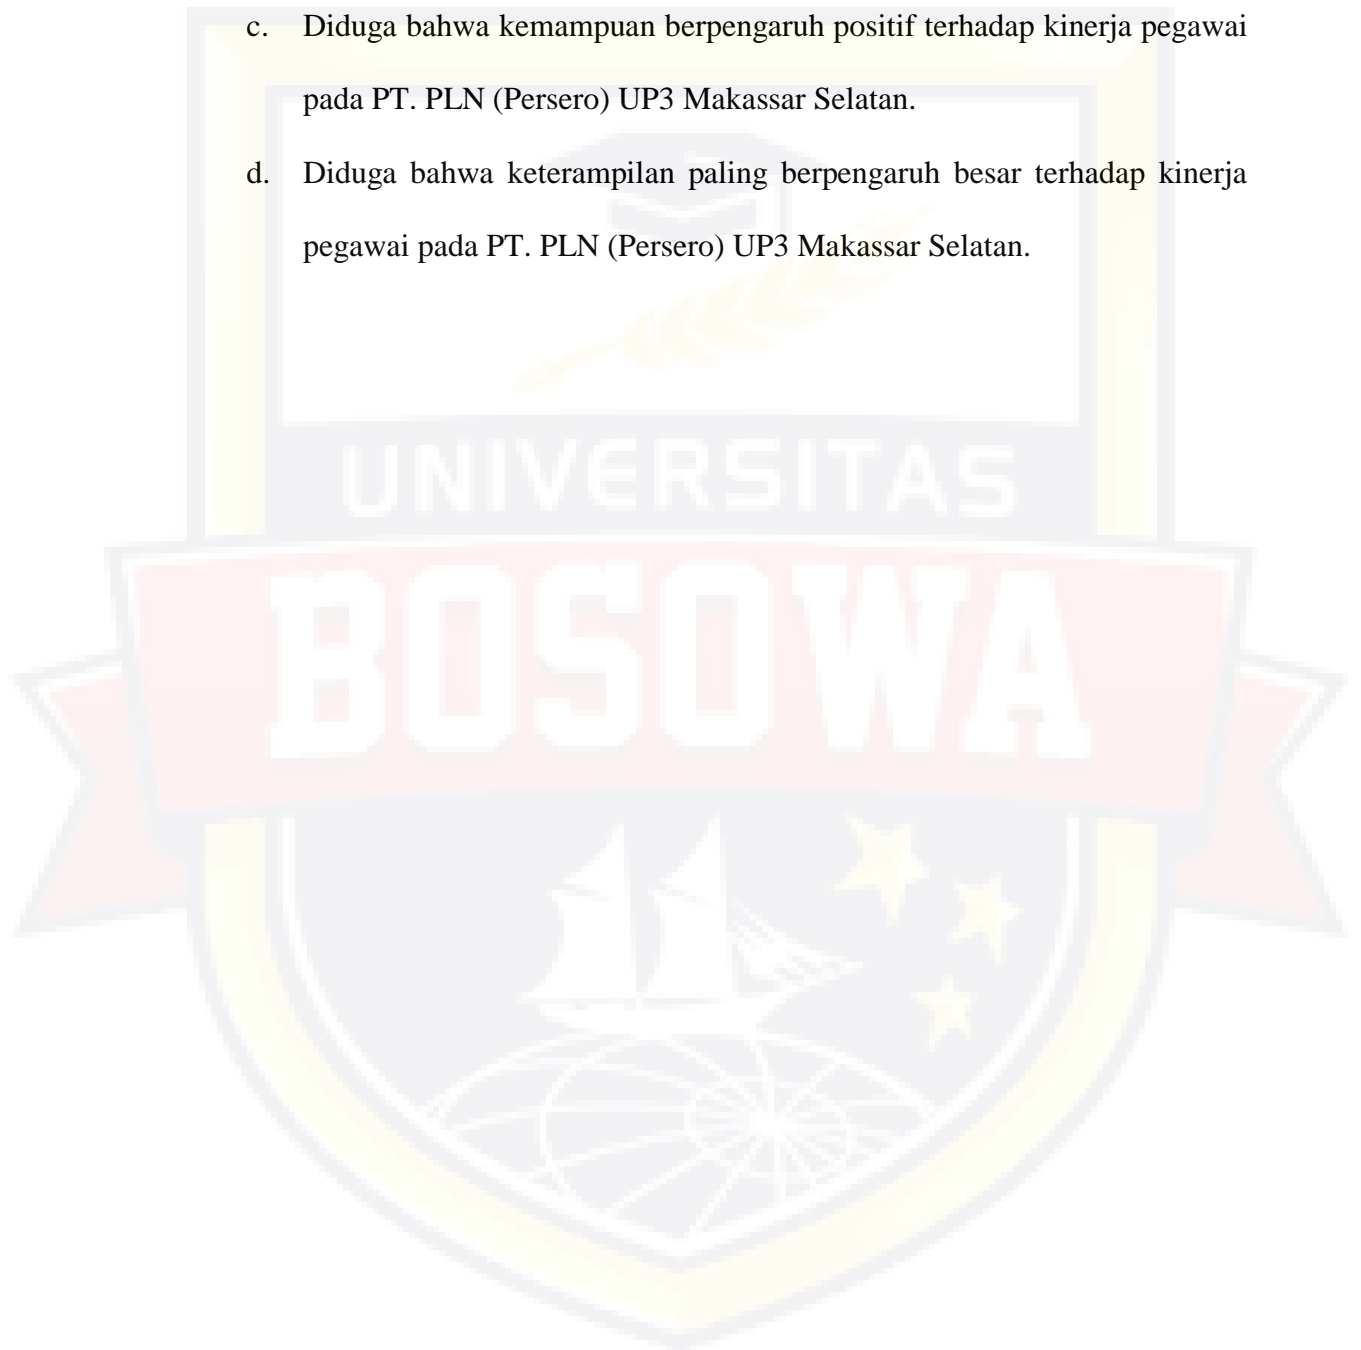 c. Diduga bahwa kemampuan berpengaruh positif terhadap kinerja pegawai
pada PT. PLN (Persero) UP3 Makassar Selatan.
d. Diduga bahwa keterampilan paling berpengaruh besar terhadap kinerja
pegawai pada PT. PLN (Persero) UP3 Makassar Selatan.
UNIVERSITAS
BOSOWA